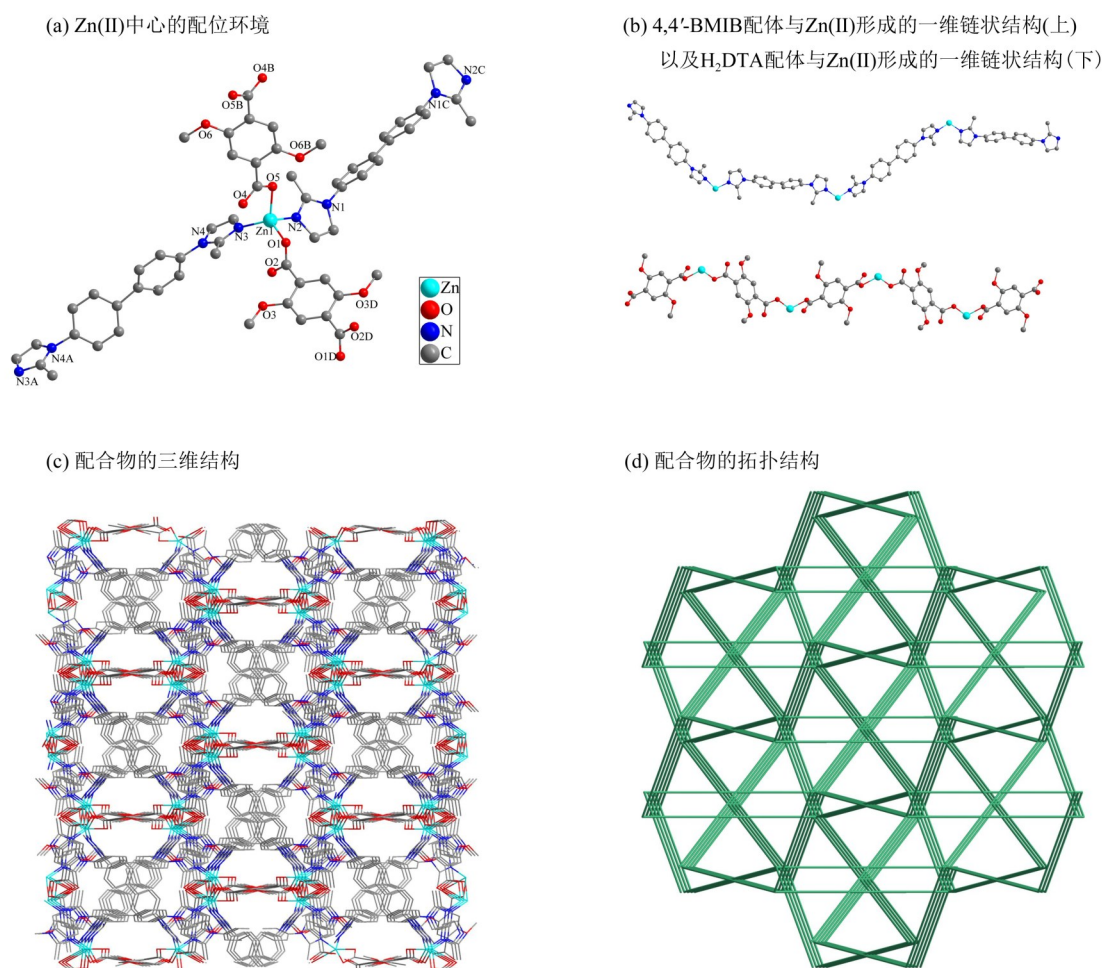 (a) Zn(II)中心的配位环境
(b) 4,4′-BMIB配体与Zn(II)形成的一维链状结构(上)
以及H₂DTA配体与Zn(II)形成的一维链状结构(下)
O4B
O5B
O6
O6B
N2C
N1C
O5
O4
N1
N2
Zn1
N4
N3
O1
O2
O3
O3D
O2D
O1D
N4A
N3A
Zn
O
N
C
(c) 配合物的三维结构
(d) 配合物的拓扑结构